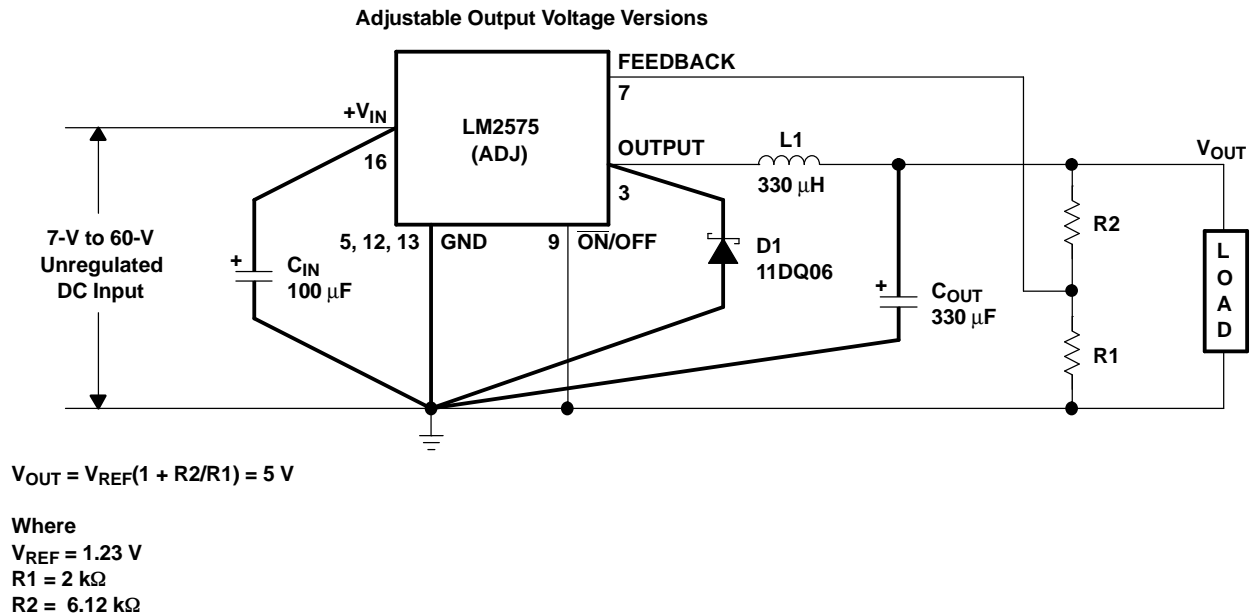 Adjustable Output Voltage Versions
FEEDBACK
7
+VIN
16
LM2575
(ADJ)
OUTPUT
3
L1
330 μH
VOUT
7-V to 60-V
Unregulated
DC Input
+
CIN
100 μF
5, 12, 13
GND
9
ON/OFF
D1
11DQ06
+
COUT
330 μF
R2
R1
LOAD
VOUT = VREF(1 + R2/R1) = 5 V
Where
VREF = 1.23 V
R1 = 2 kΩ
R2 = 6.12 kΩ